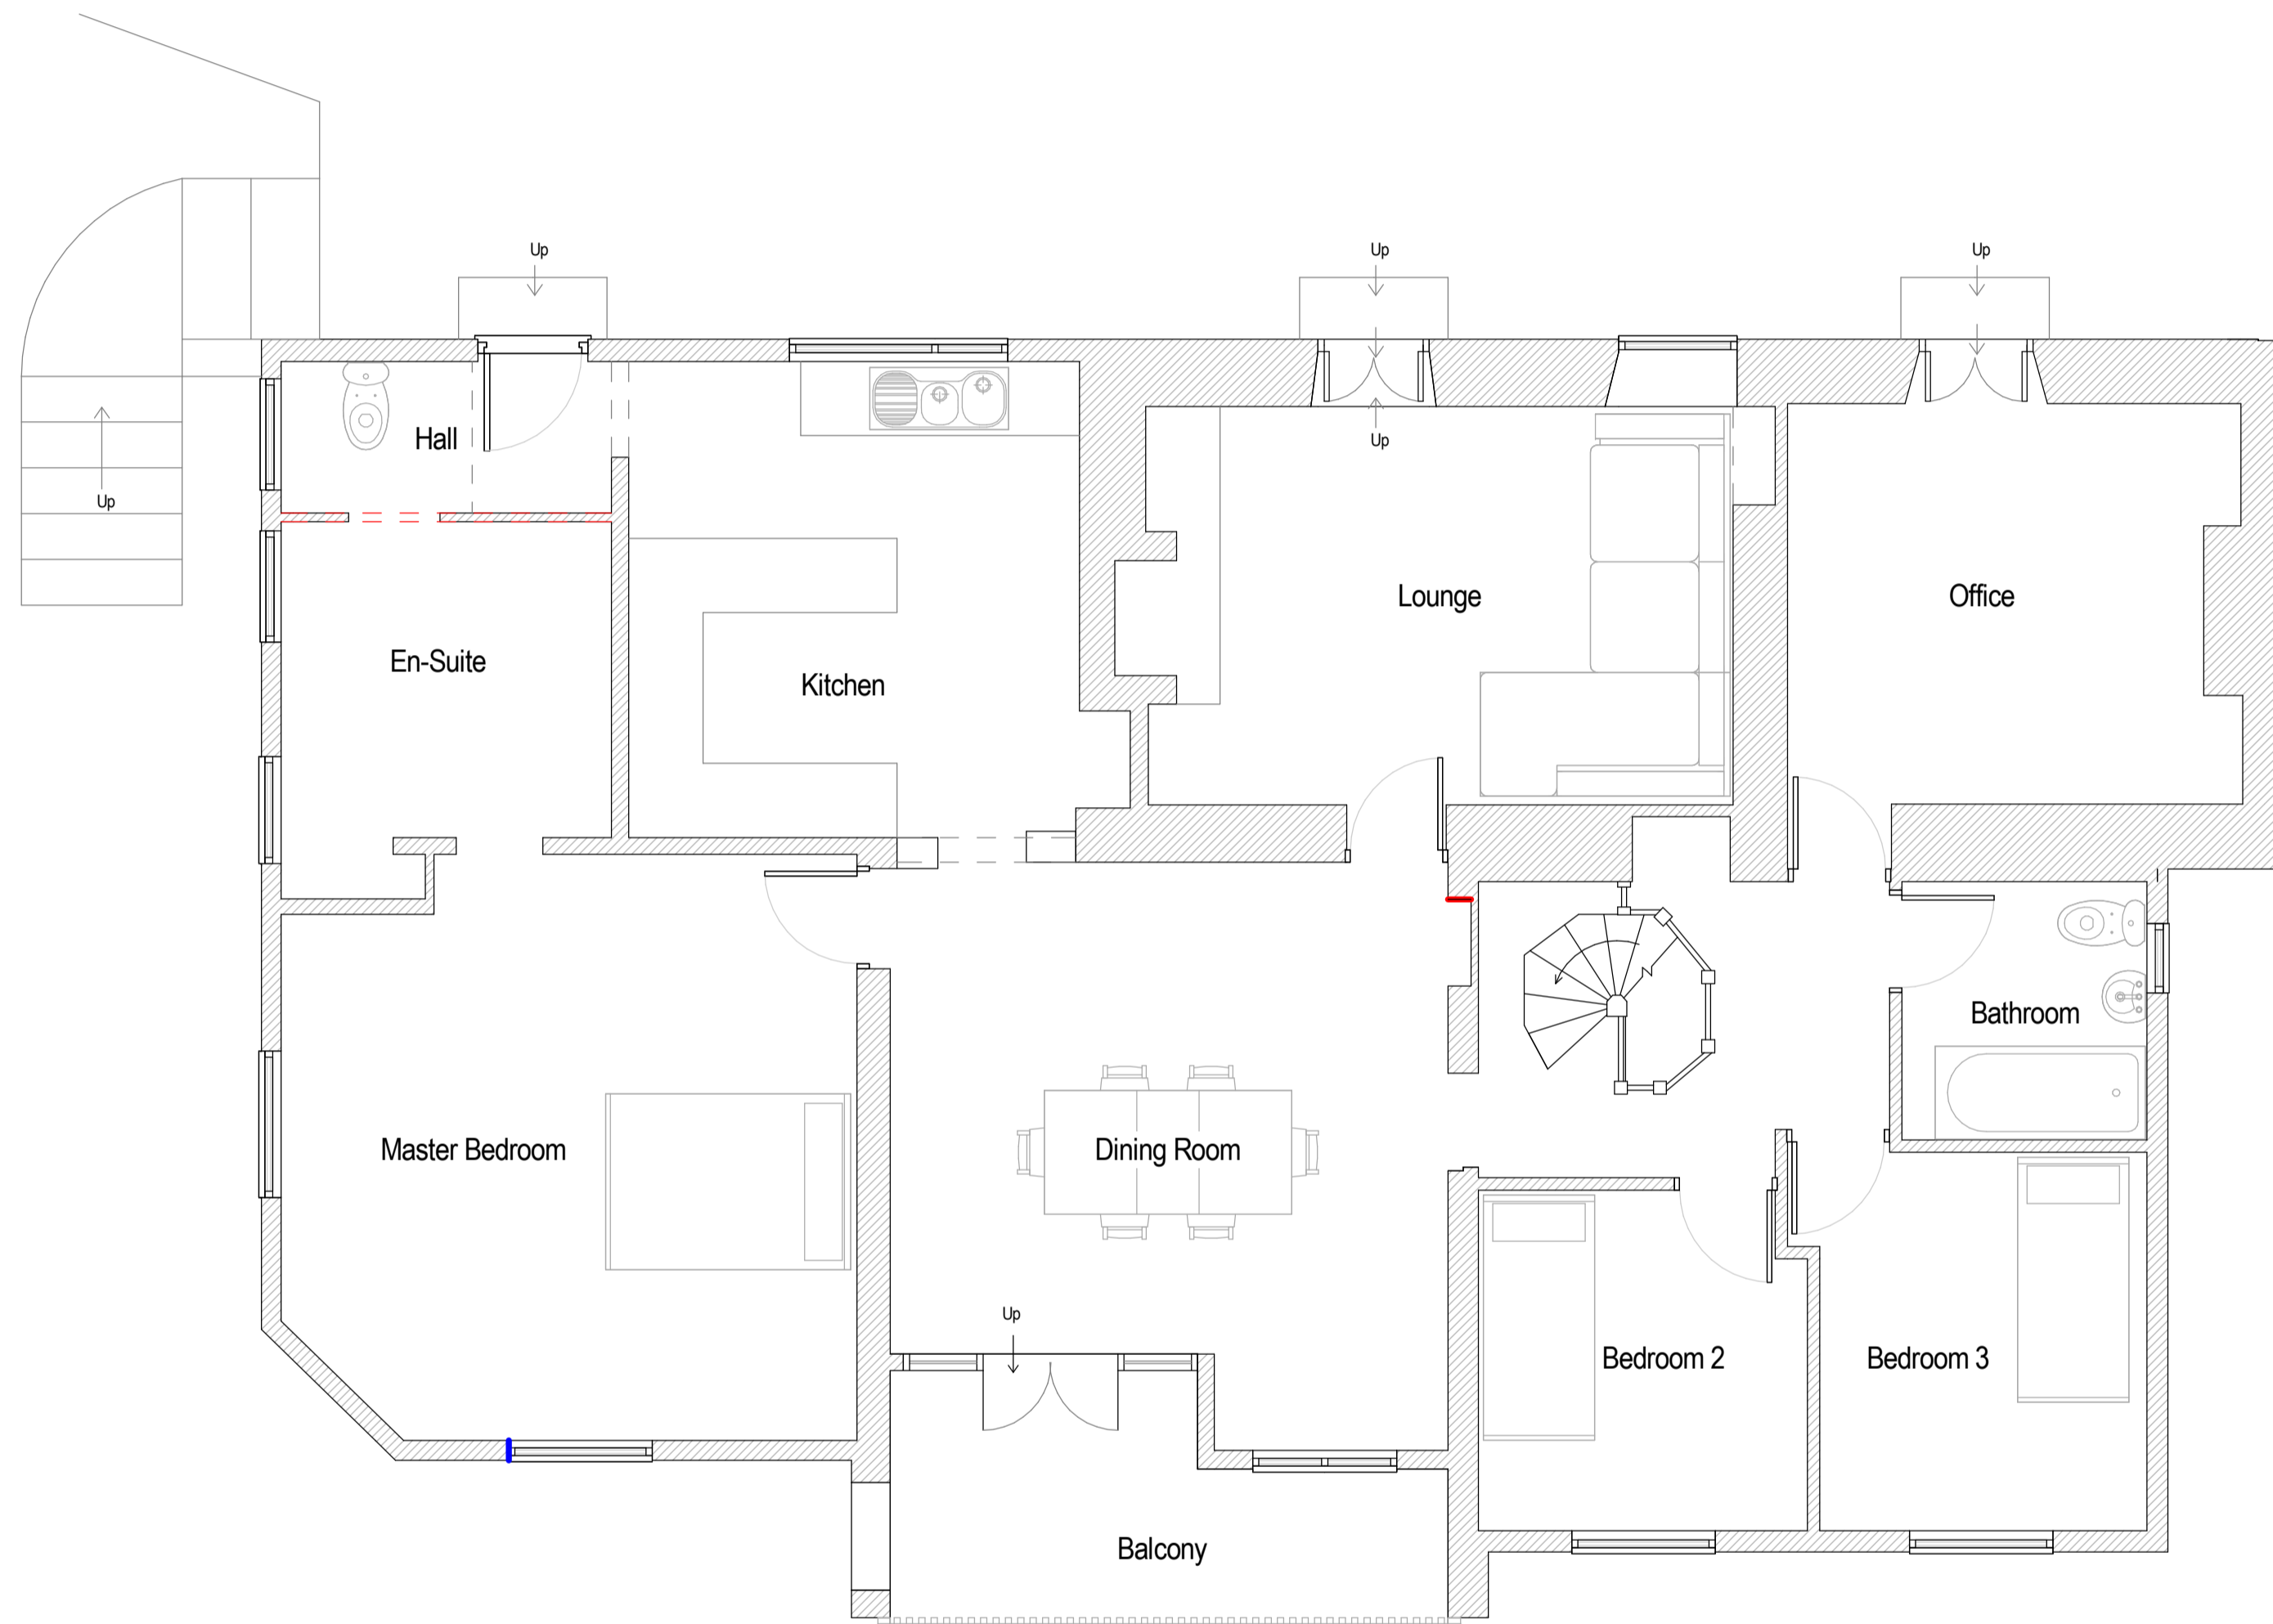 Up
Up
Up
Hall
Up
Up
Lounge
Office
En-Suite
Kitchen
Bathroom
Master Bedroom
Dining Room
Up
Bedroom 2
Bedroom 3
Balcony